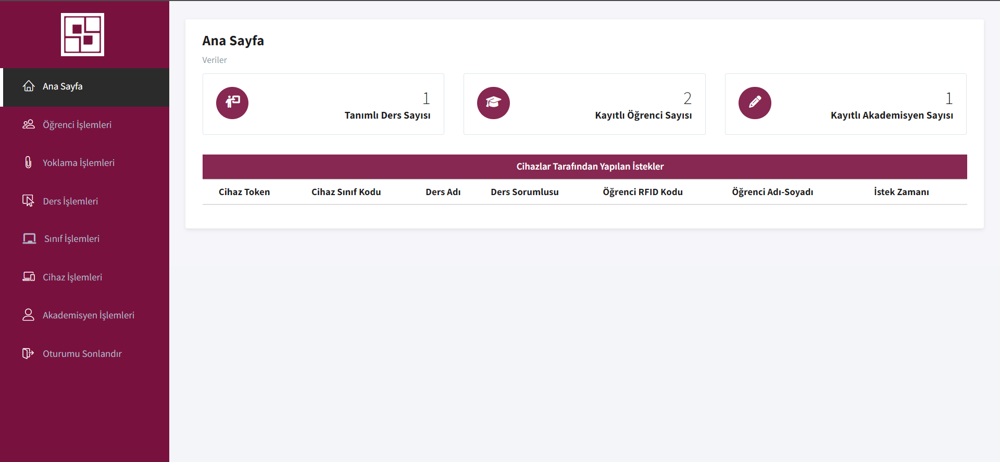 Ana Sayfa
Öğrenci İşlemleri
Yoklama İşlemleri
Ders İşlemleri
Sınıf İşlemleri
Cihaz İşlemleri
Akademisyen İşlemleri
Oturumu Sonlandır
Ana Sayfa
Veriler
1
Tanımlı Ders Sayısı
2
Kayıtlı Öğrenci Sayısı
1
Kayıtlı Akademisyen Sayısı
Cihazlar Tarafından Yapılan İstekler
Cihaz Token Cihaz Sınıf Kodu Ders Adı Ders Sorumlusu Öğrenci RFID Kodu Öğrenci Adı-Soyadı İstek Zamanı